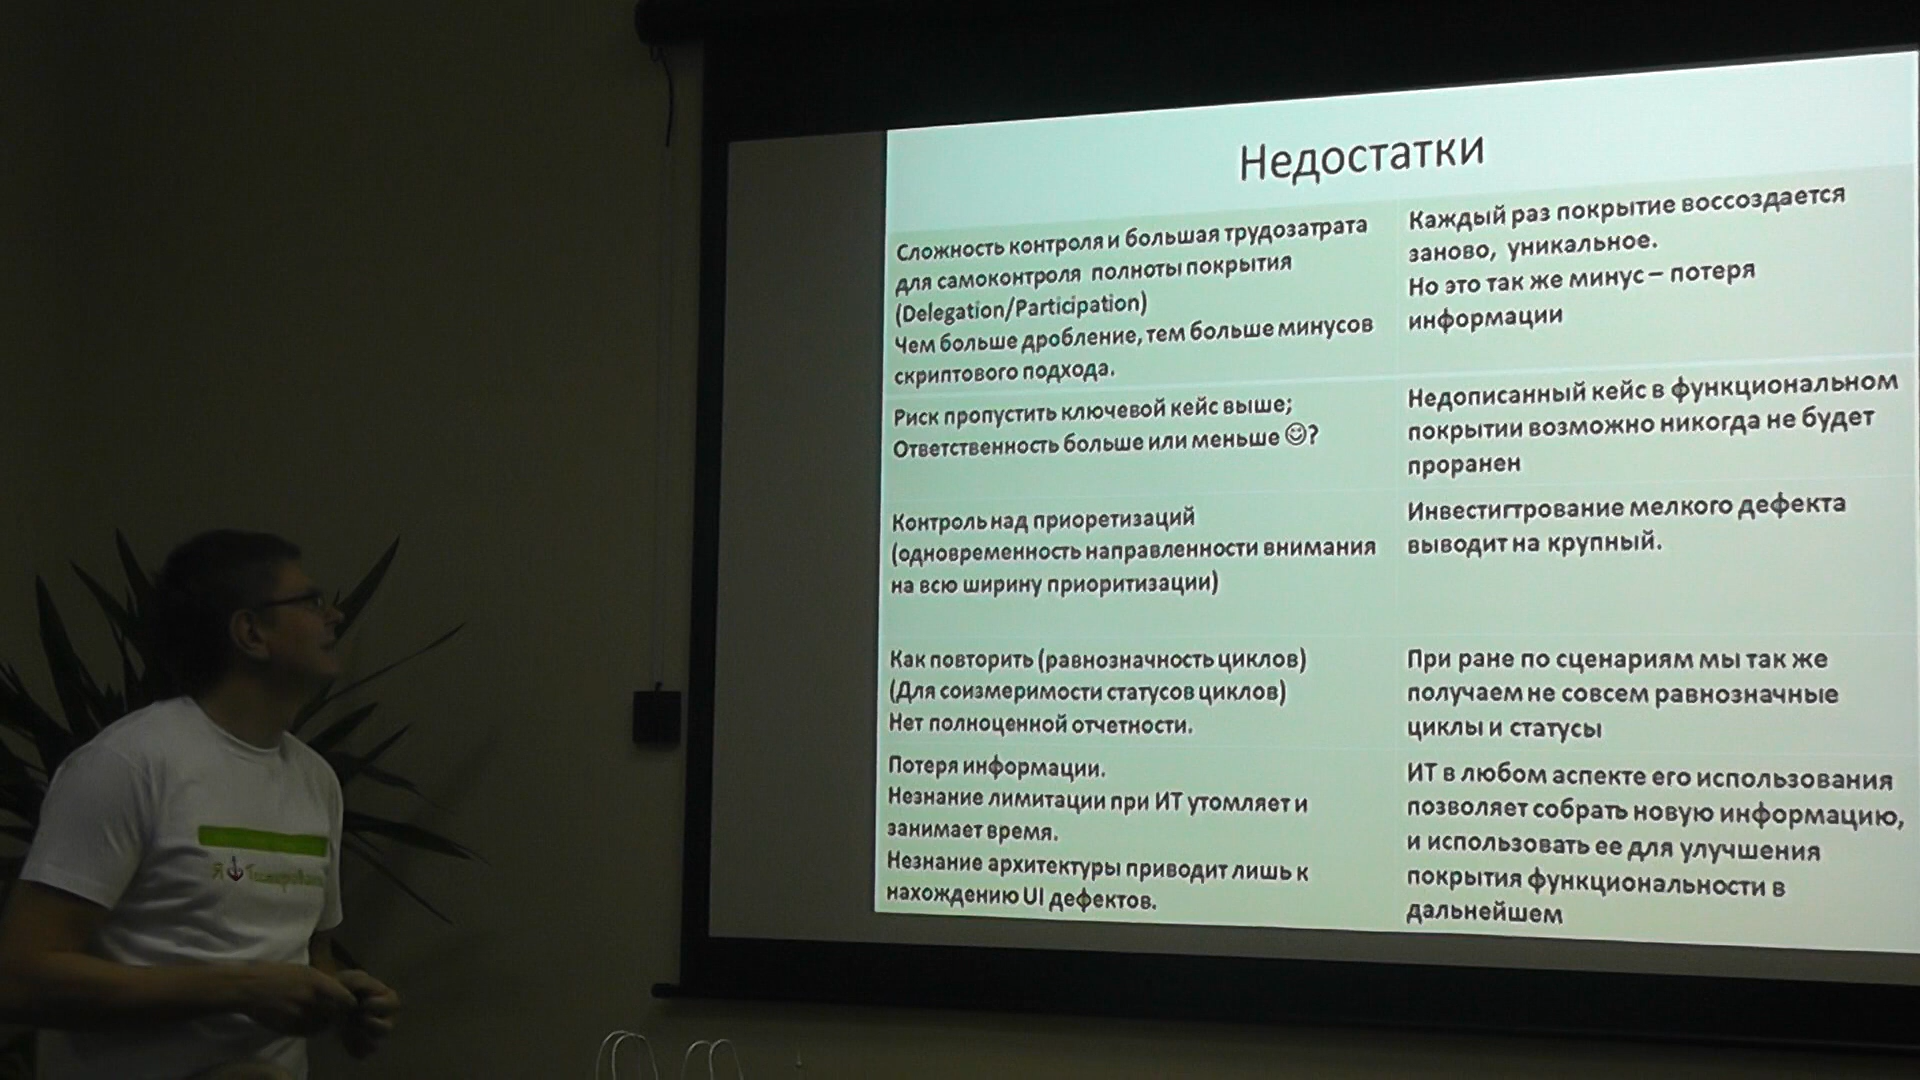 Недостатки
Сложность контроля и большая трудозатрата
для самоконтроля полноты покрытия
(Delegation/Participation)
Чем больше дробление, тем больше минусов
скриптового подхода.
Каждый раз покрытие воссоздается
заново, уникальное.
Но это так же минус – потеря
информации
Риск пропустить ключевой кейс выше;
Ответственность больше или меньше ☺?
Недописанный кейс в функциональном
покрытии возможно никогда не будет
проранен
Контроль над приоретизаций
(одновременность направленности внимания
на всю ширину приоритизации)
Инвестигтрование мелкого дефекта
выводит на крупный.
Как повторить (равнозначность циклов)
(Для соизмеримости статусов циклов)
Нет полноценной отчетности.
При ране по сценариям мы так же
получаем не совсем равнозначные
циклы и статусы
Потеря информации.
Незнание лимитации при ИТ утомляет и
занимает время.
Незнание архитектуры приводит лишь к
нахождению UI дефектов.
ИТ в любом аспекте его использования
позволяет собрать новую информацию,
и использовать ее для улучшения
покрытия функциональности в
дальнейшем
Я